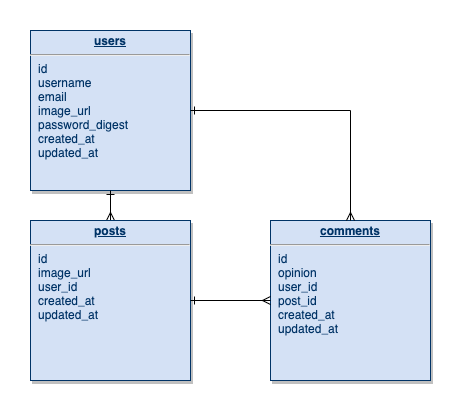 users
id
username
email
image_url
password_digest
created_at
updated_at
posts
id
image_url
user_id
created_at
updated_at
comments
id
opinion
user_id
post_id
created_at
updated_at